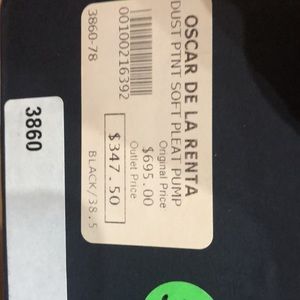 OSCAR DE LA RENTA
DUST PTNT SOFT PLEAT PUMP
Original Price
$695.00
Outlet Price
$347.50
00100216392
3860-78
BLACK/38.5
3860